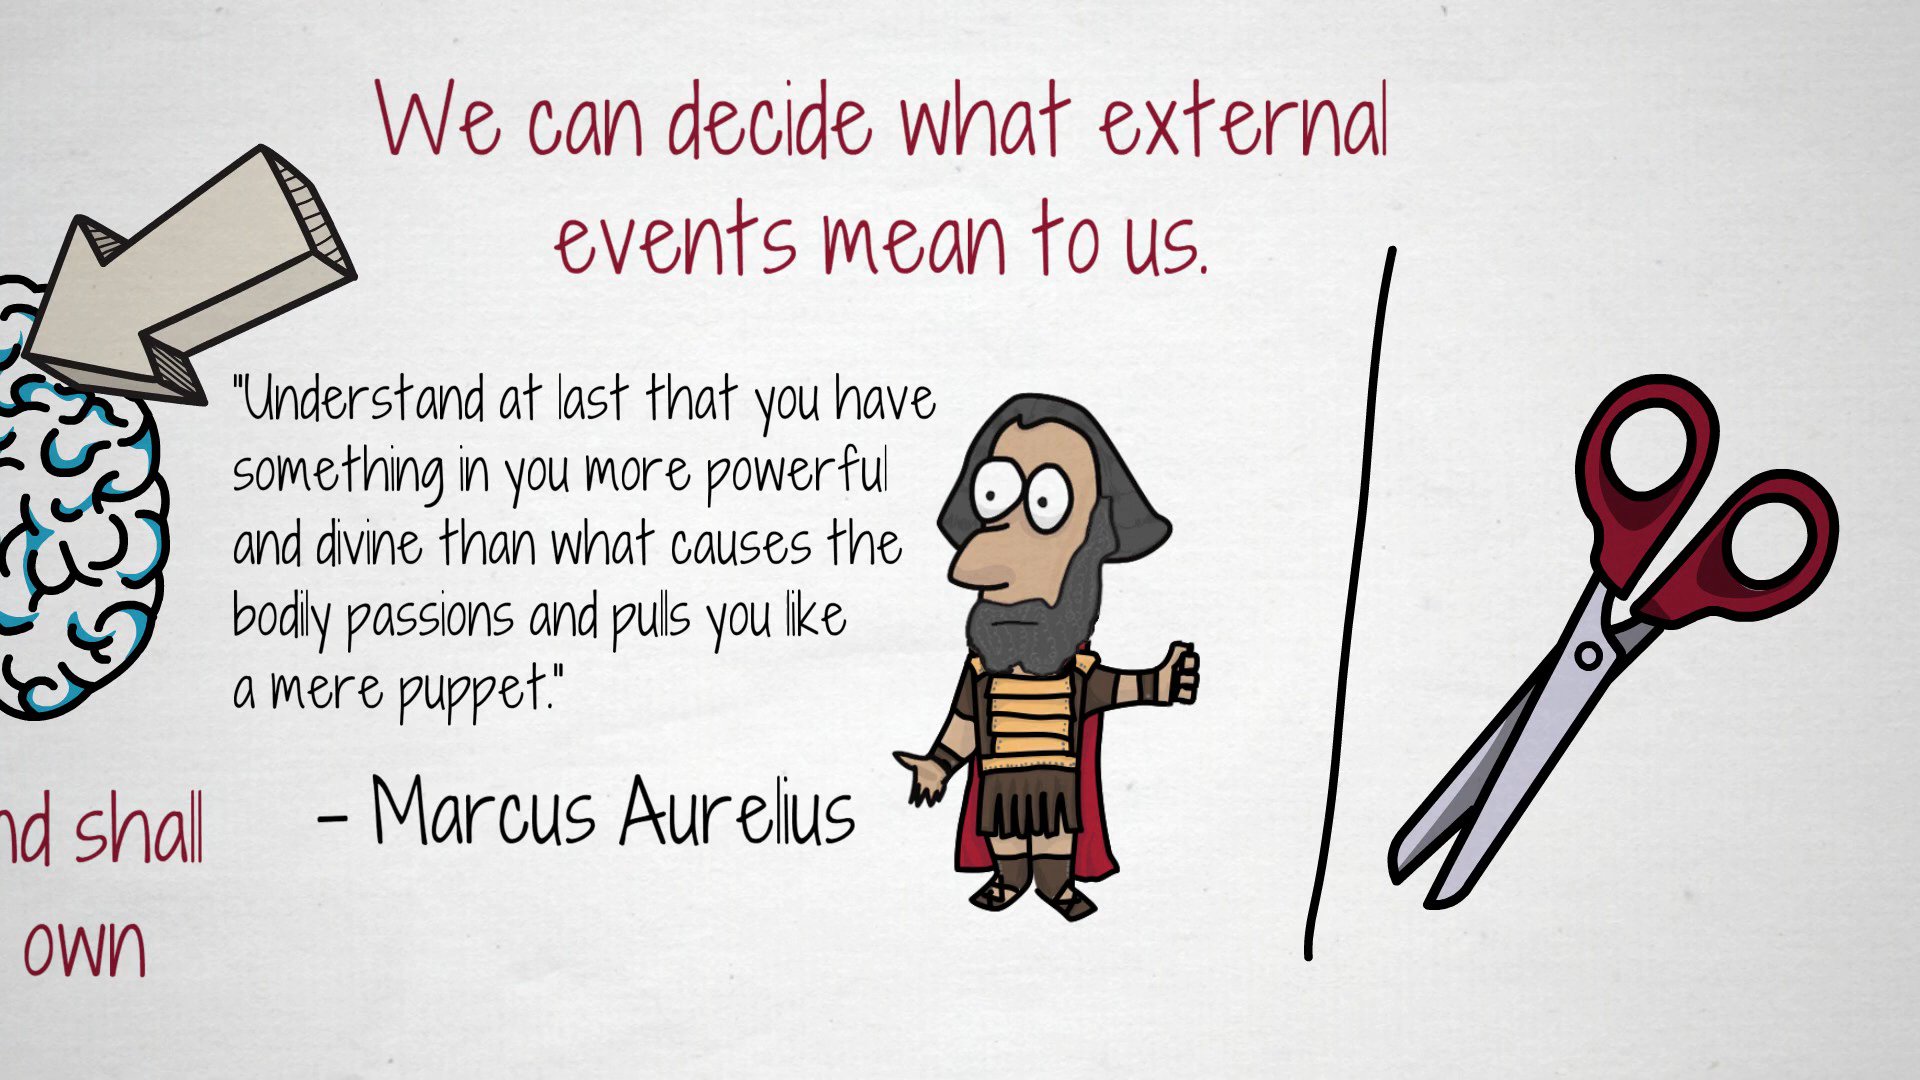 We can decide what external
events mean to us.
"Understand at last that you have
something in you more powerful
and divine than what causes the
bodily passions and pulls you like
a mere puppet."
- Marcus Aurelius
shall
own